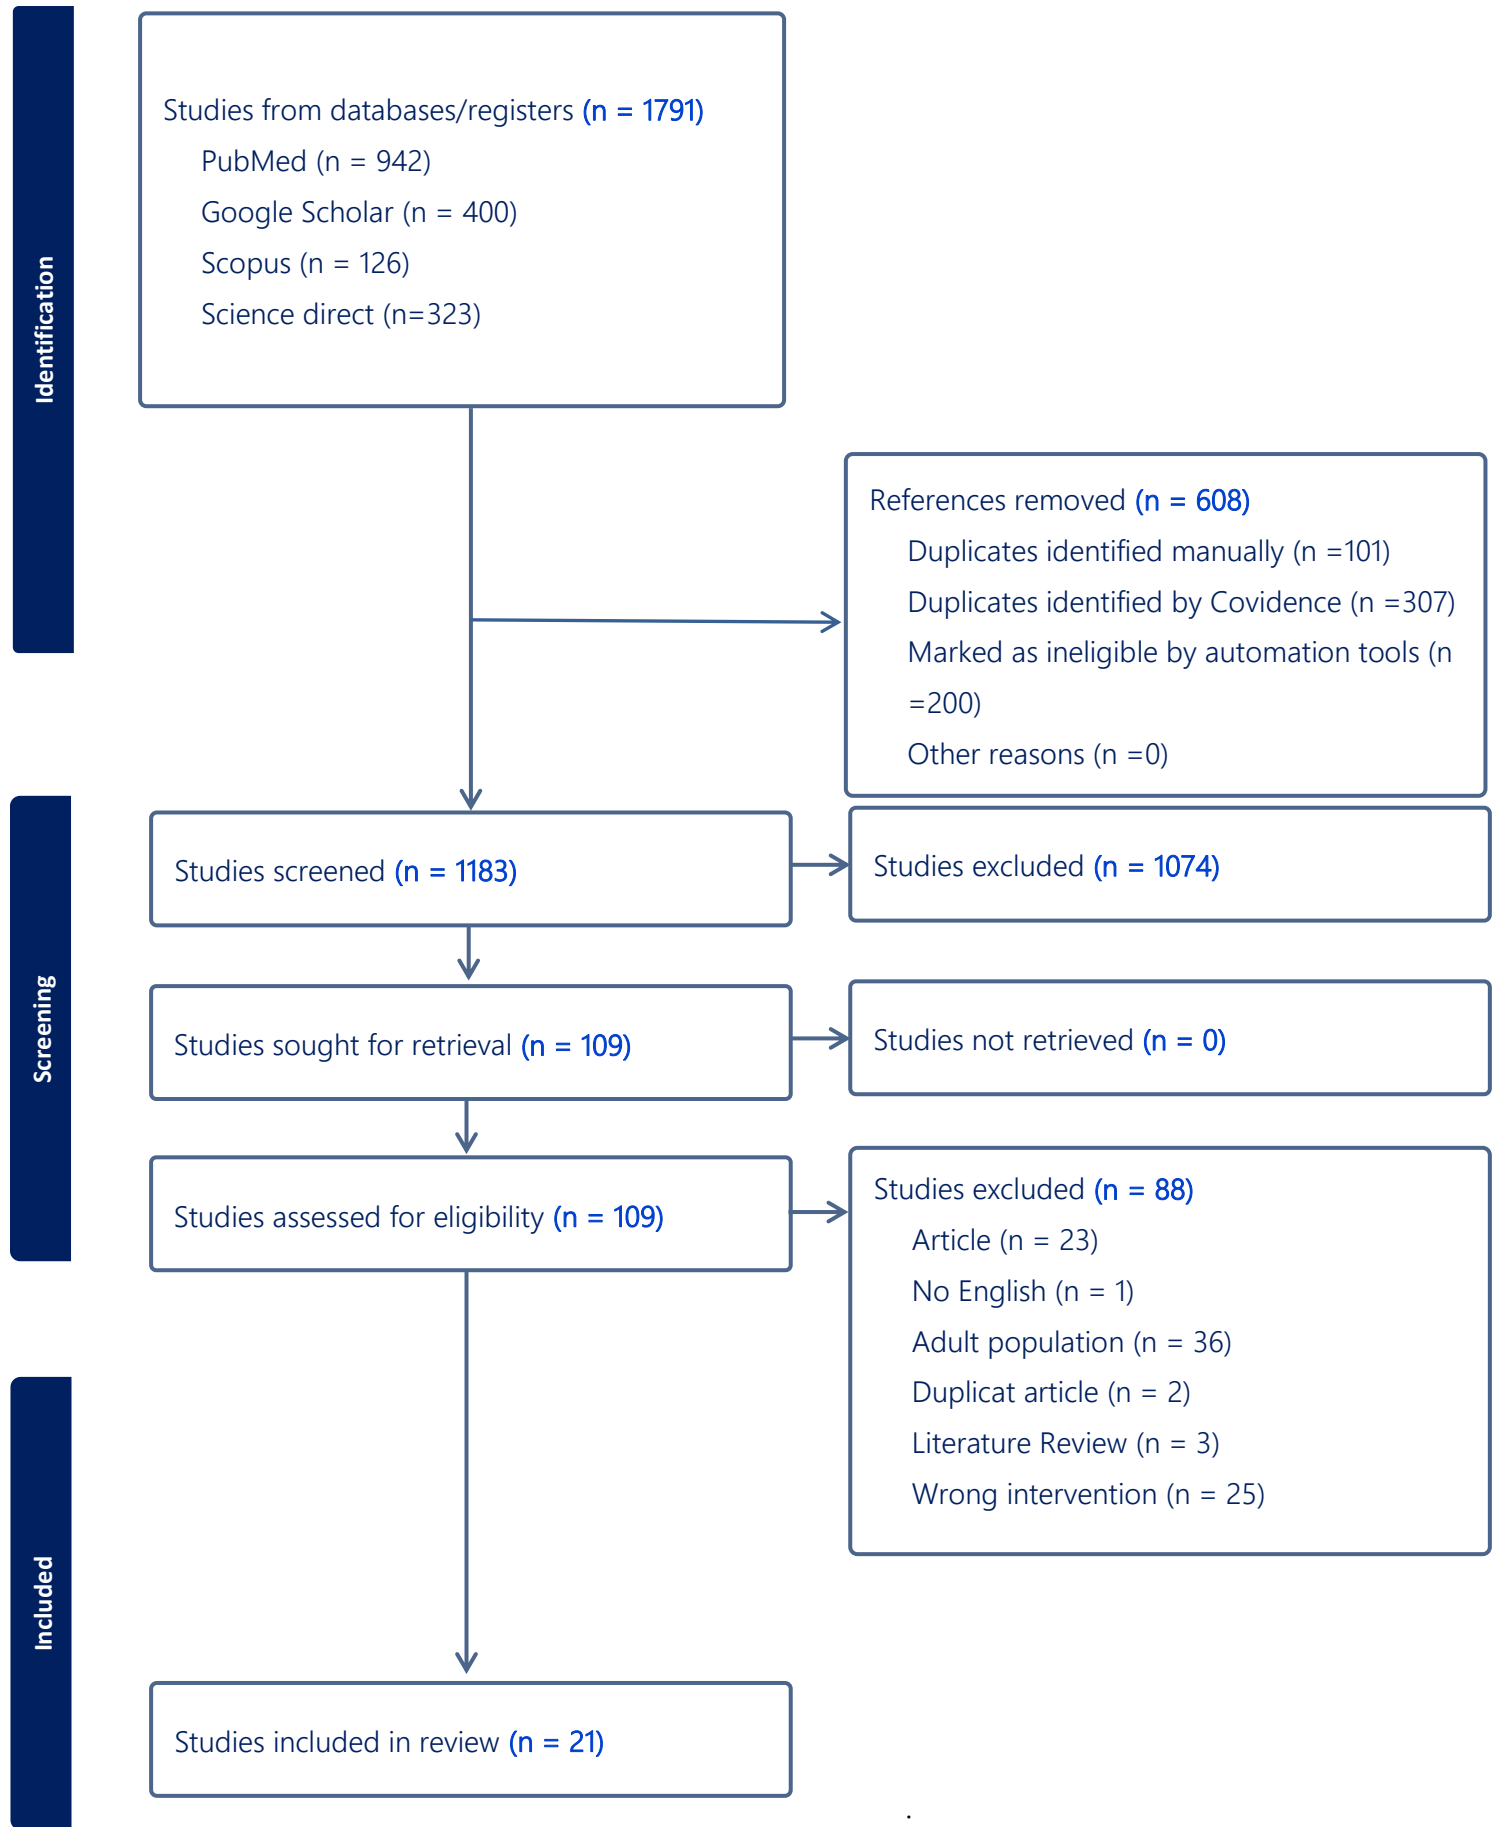 Identification
Studies from databases/registers (n = 1791)
PubMed (n = 942)
Google Scholar (n = 400)
Scopus (n = 126)
Science direct (n=323)
References removed (n = 608)
Duplicates identified manually (n =101)
Duplicates identified by Covidence (n =307)
Marked as ineligible by automation tools (n
=200)
Other reasons (n =0)
Screening
Studies screened (n = 1183)
Studies excluded (n = 1074)
Studies sought for retrieval (n = 109)
Studies not retrieved (n = 0)
Studies assessed for eligibility (n = 109)
Studies excluded (n = 88)
Article (n = 23)
No English (n = 1)
Adult population (n = 36)
Duplicat article (n = 2)
Literature Review (n = 3)
Wrong intervention (n = 25)
Included
Studies included in review (n = 21)
.